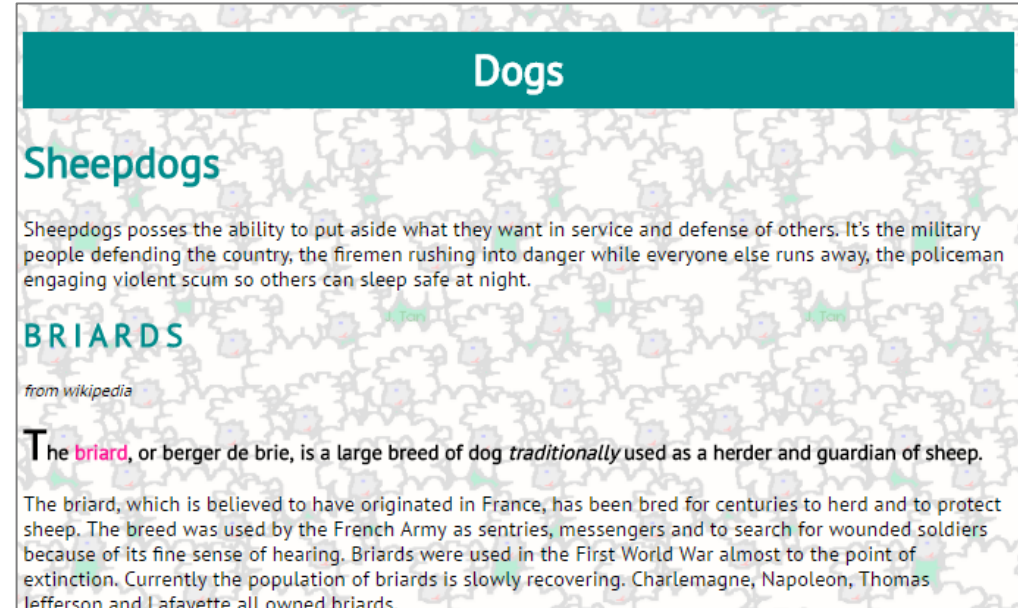 Dogs
Sheepdogs
Sheepdogs posses the ability to put aside what they want in service and defense of others. It's the military
people defending the country, the firemen rushing into danger while everyone else runs away, the policeman
engaging violent scum so others can sleep safe at night.
J. Ton J. Ton
BRIARDS
from wikipedia
The briard, or berger de brie, is a large breed of dog traditionally used as a herder and guardian of sheep.
The briard, which is believed to have originated in France, has been bred for centuries to herd and to protect
sheep. The breed was used by the French Army as sentries, messengers and to search for wounded soldiers
because of its fine sense of hearing. Briards were used in the First World War almost to the point of
extinction. Currently the population of briards is slowly recovering. Charlemagne, Napoleon, Thomas
Jefferson and Lafayette all owned briards.